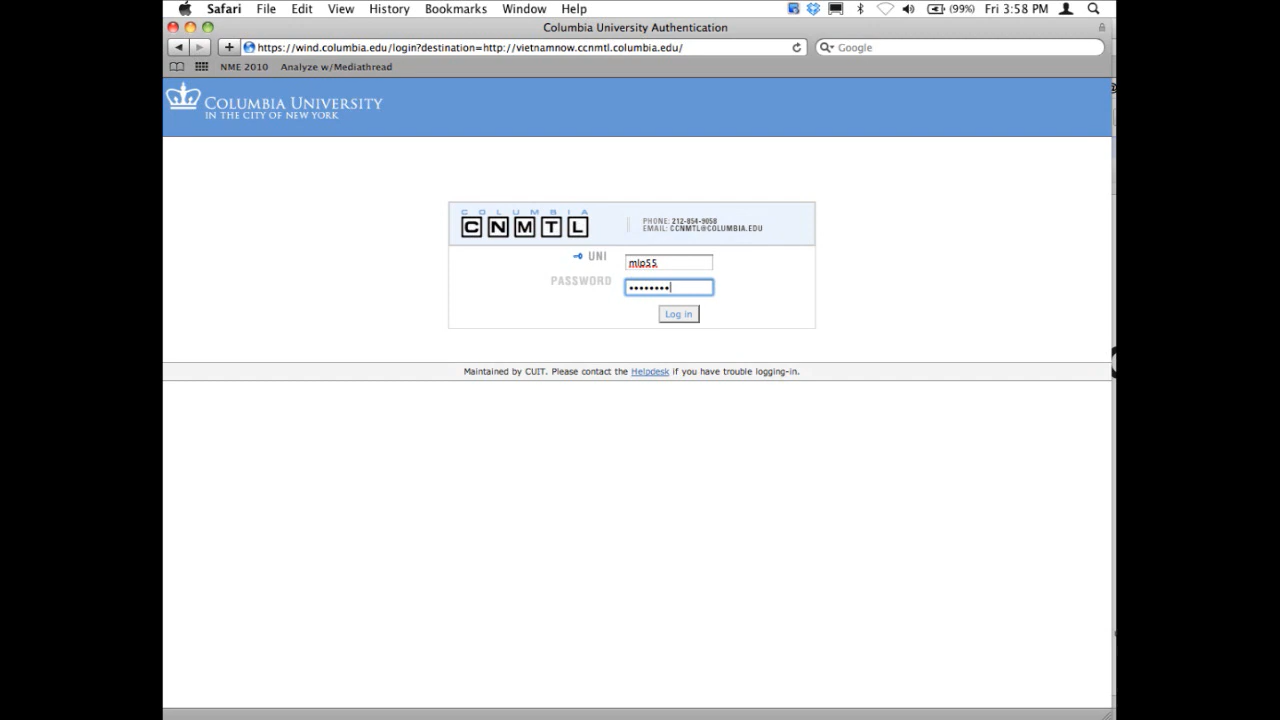 Safari File Edit View History Bookmarks Window Help (99%) Fri 3:58 PM
Columbia University Authentication
https://wind.columbia.edu/login?destination=http://vietnamnow.ccnmtl.columbia.edu/ Google
NME 2010 Analyze w/Mediathread
COLUMBIA UNIVERSITY
IN THE CITY OF NEW YORK
COLUMBIA
CNMTL
PHONE: 212-854-9058
EMAIL: CCNMTL@COLUMBIA.EDU
UNI mlp55
PASSWORD ••••••••
Log in
Maintained by CUIT. Please contact the Helpdesk if you have trouble logging-in.